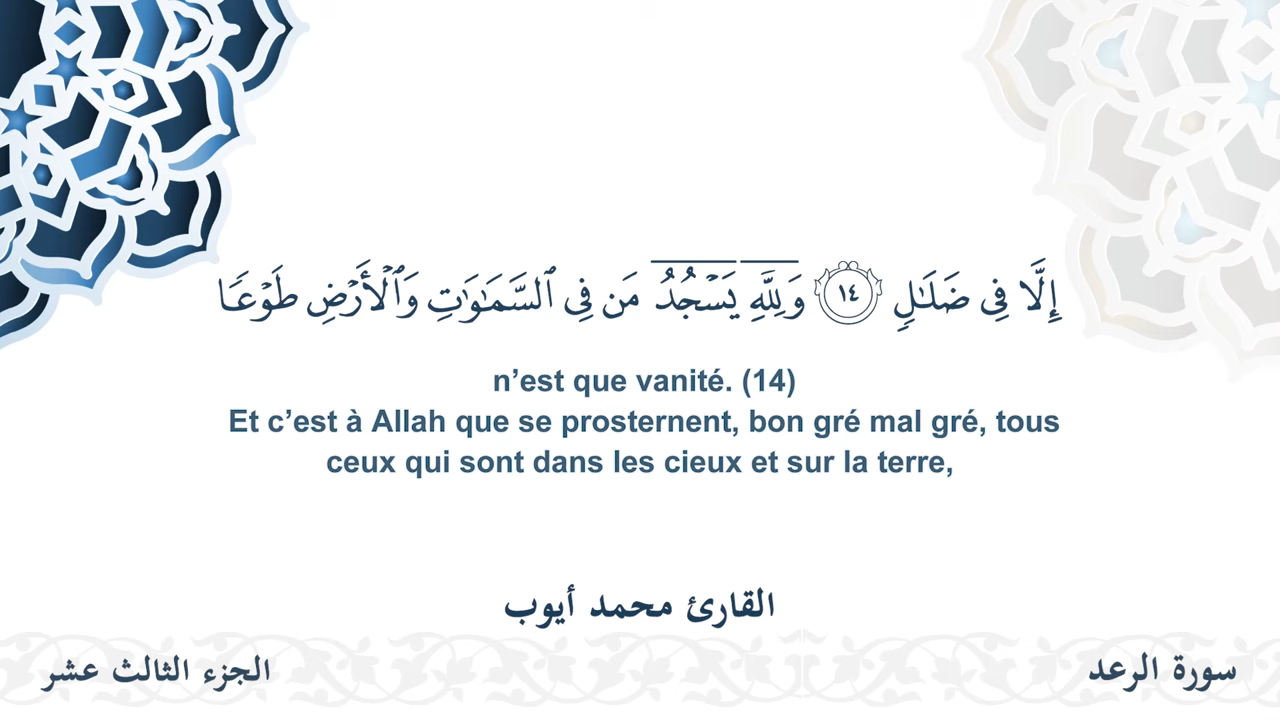 إِلَّا فِى ضَلَـٰلٍ ١٤ وَلِلَّهِ يَسْجُدُ مَن فِى ٱلسَّمَـٰوَٰتِ وَٱلْأَرْضِ طَوْعًا
n’est que vanité. (14)
Et c’est à Allah que se prosternent, bon gré mal gré, tous
ceux qui sont dans les cieux et sur la terre,
القارئ محمد أيوب
سورة الرعد
الجزء الثالث عشر